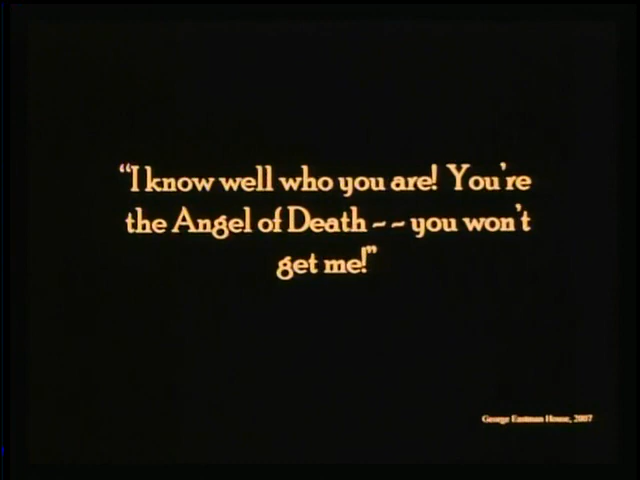 “I know well who you are! You're
the Angel of Death -- you won't
get me!”
George Eastman House, 2007